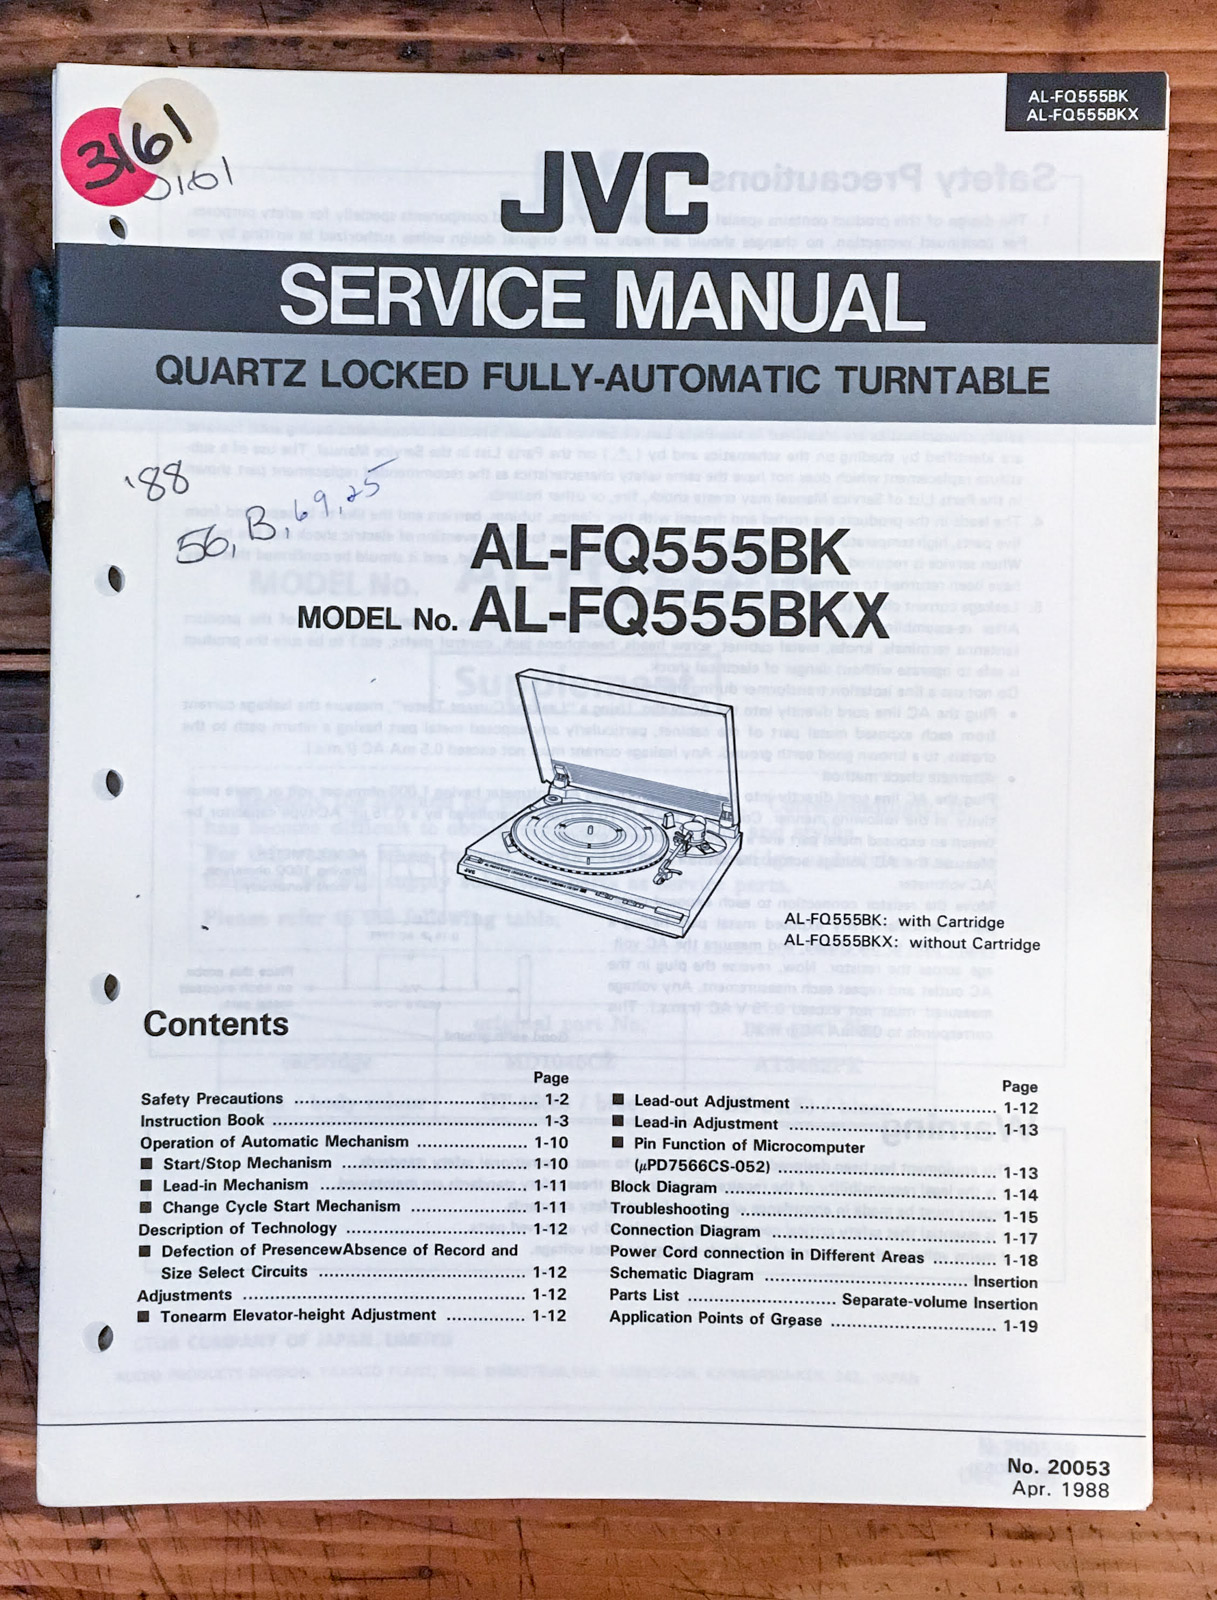 AL-FQ555BK
AL-FQ555BKX
3161
0161
JVC
SERVICE MANUAL
QUARTZ LOCKED FULLY-AUTOMATIC TURNTABLE
'88
56, B, 69, 25
AL-FQ555BK
MODEL No. AL-FQ555BKX
JVC
AL-FQ555BK: with Cartridge
AL-FQ555BKX: without Cartridge
Contents
Page
Safety Precautions ........ 1-2
Instruction Book ........ 1-3
Operation of Automatic Mechanism ........ 1-10
■ Start/Stop Mechanism ........ 1-10
■ Lead-in Mechanism ........ 1-11
■ Change Cycle Start Mechanism ........ 1-11
Description of Technology ........ 1-12
■ Defection of PresencewAbsence of Record and
Size Select Circuits ........ 1-12
Adjustments ........ 1-12
■ Tonearm Elevator-height Adjustment ........ 1-12
Page
■ Lead-out Adjustment ........ 1-12
■ Lead-in Adjustment ........ 1-13
■ Pin Function of Microcomputer
(μPD7566CS-052) ........ 1-13
Block Diagram ........ 1-14
Troubleshooting ........ 1-15
Connection Diagram ........ 1-17
Power Cord connection in Different Areas ........ 1-18
Schematic Diagram ........ Insertion
Parts List ........ Separate-volume Insertion
Application Points of Grease ........ 1-19
No. 20053
Apr. 1988